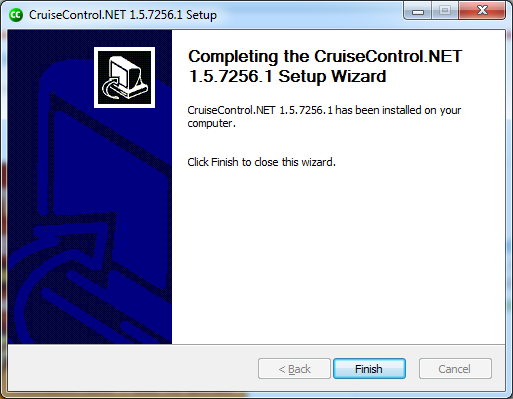 CC CruiseControl.NET 1.5.7256.1 Setup
Completing the CruiseControl.NET
1.5.7256.1 Setup Wizard
CruiseControl.NET 1.5.7256.1 has been installed on your
computer.
Click Finish to close this wizard.
< Back Finish Cancel